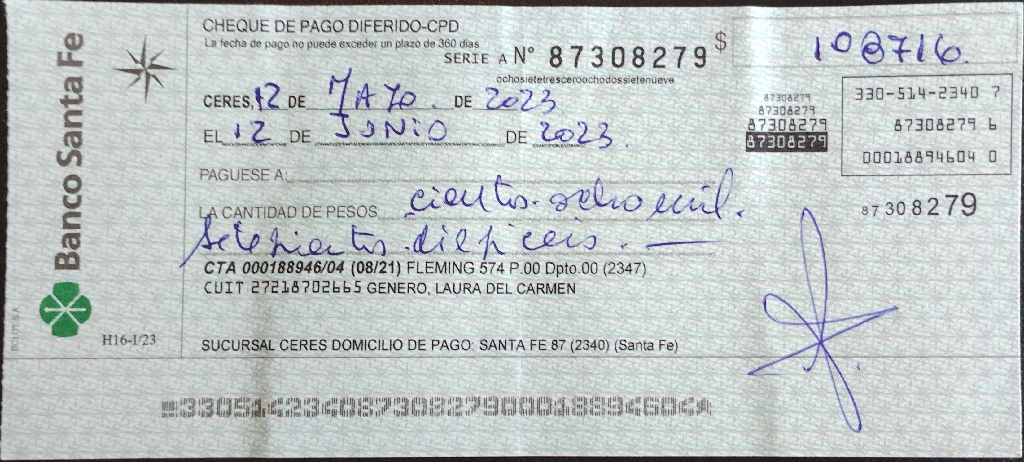 Banco Santa Fe
CHEQUE DE PAGO DIFERIDO-CPD
La fecha de pago no puede exceder un plazo de 360 días
SERIE A N° 87308279 $ 108716.
ochosietetresceroochodossietenueve
CERES, 12 DE MAYO. DE 2023
EL 12 DE JUNIO DE 2023.
87308279
87308279
87308279
87308279
330-514-2340 7
87308279 6
00018894604 0
PAGUESE A:
LA CANTIDAD DE PESOS ciento ocho mil.
setecientos dieciseis.
87308279
CTA 000188946/04 (08/21) FLEMING 574 P.00 Dpto.00 (2347)
CUIT 27218702665 GENERO, LAURA DEL CARMEN
H16-I/23
SUCURSAL CERES DOMICILIO DE PAGO: SANTA FE 87 (2340) (Santa Fe)
330514234087308279000188946040